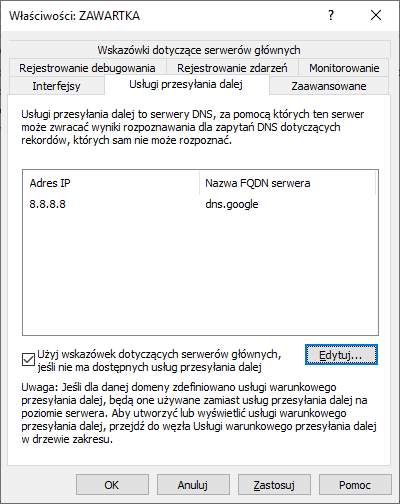 Właściwości: ZAWARTKA
Wskazówki dotyczące serwerów głównych
Rejestrowanie debugowania Rejestrowanie zdarzeń Monitorowanie
Interfejsy Usługi przesyłania dalej Zaawansowane
Usługi przesyłania dalej to serwery DNS, za pomocą których ten serwer
może zwracać wyniki rozpoznawania dla zapytań DNS dotyczących
rekordów, których sam nie może rozpoznać.
Adres IP Nazwa FQDN serwera
8.8.8.8 dns.google
Użyj wskazówek dotyczących serwerów głównych,
jeśli nie ma dostępnych usług przesyłania dalej
Edytuj...
Uwaga: Jeśli dla danej domeny zdefiniowano usługi warunkowego
przesyłania dalej, będą one używane zamiast usług przesyłania dalej na
poziomie serwera. Aby utworzyć lub wyświetlić usługi warunkowego
przesyłania dalej, przejdź do węzła Usługi warunkowego przesyłania dalej
w drzewie zakresu.
OK Anuluj Zastosuj Pomoc